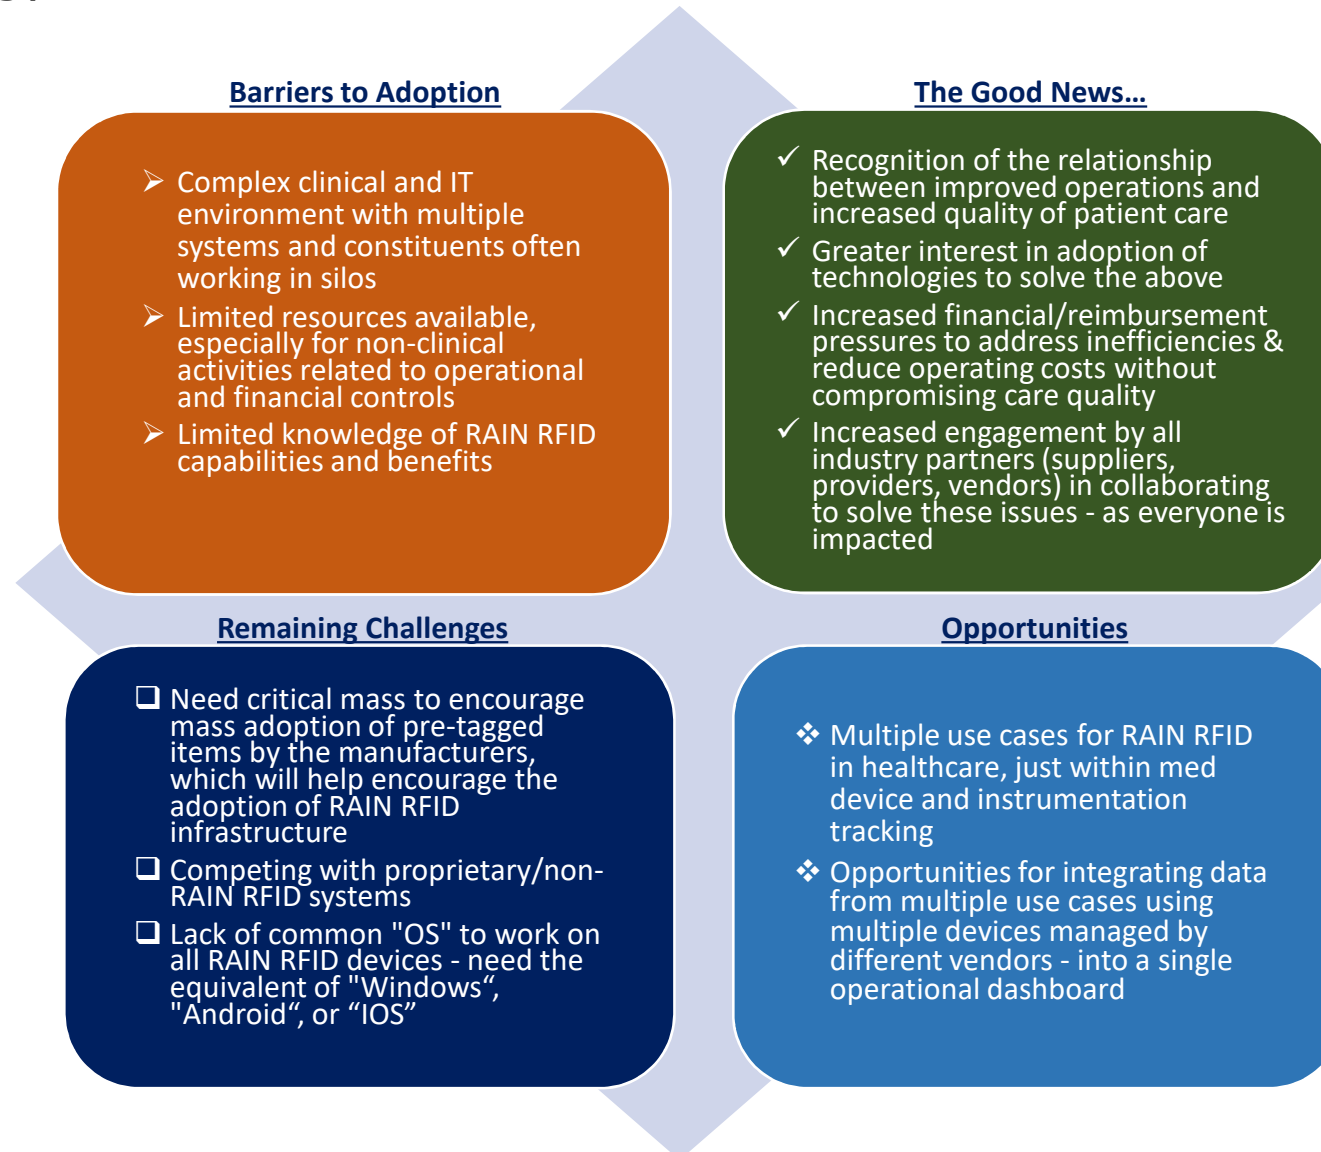 Barriers to Adoption
➢ Complex clinical and IT
environment with multiple
systems and constituents often
working in silos
➢ Limited resources available,
especially for non-clinical
activities related to operational
and financial controls
➢ Limited knowledge of RAIN RFID
capabilities and benefits
The Good News…
✓ Recognition of the relationship
between improved operations and
increased quality of patient care
✓ Greater interest in adoption of
technologies to solve the above
✓ Increased financial/reimbursement
pressures to address inefficiencies &
reduce operating costs without
compromising care quality
✓ Increased engagement by all
industry partners (suppliers,
providers, vendors) in collaborating
to solve these issues - as everyone is
impacted
Remaining Challenges
❑ Need critical mass to encourage
mass adoption of pre-tagged
items by the manufacturers,
which will help encourage the
adoption of RAIN RFID
infrastructure
❑ Competing with proprietary/non-
RAIN RFID systems
❑ Lack of common "OS" to work on
all RAIN RFID devices - need the
equivalent of "Windows“,
"Android“, or “IOS”
Opportunities
❖ Multiple use cases for RAIN RFID
in healthcare, just within med
device and instrumentation
tracking
❖ Opportunities for integrating data
from multiple use cases using
multiple devices managed by
different vendors - into a single
operational dashboard